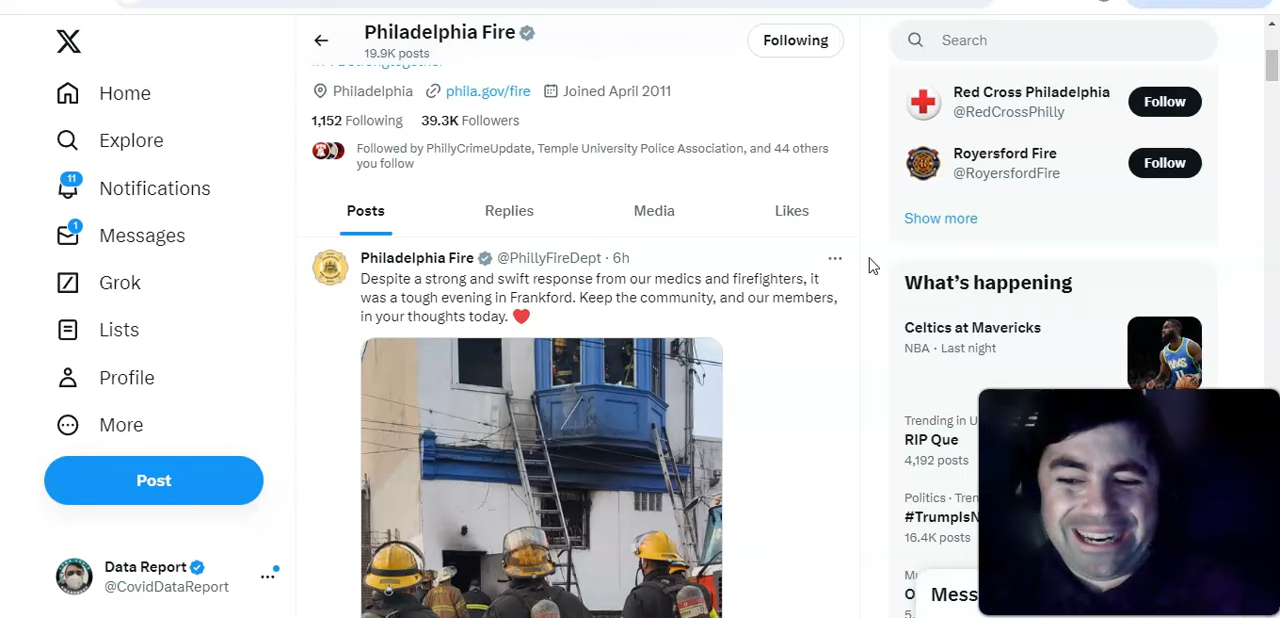 Philadelphia Fire
19.9K posts
Following
Search
Philadelphia
phila.gov/fire
Joined April 2011
1,152 Following
39.3K Followers
Followed by PhillyCrimeUpdate, Temple University Police Association, and 44 others
you follow
Posts
Replies
Media
Likes
Philadelphia Fire @PhillyFireDept · 6h
Despite a strong and swift response from our medics and firefighters, it
was a tough evening in Frankford. Keep the community, and our members,
in your thoughts today. ❤️
Home
Explore
11
Notifications
1
Messages
Grok
Lists
Profile
More
Post
Data Report
@CovidDataReport
Red Cross Philadelphia
@RedCrossPhilly
Follow
Royersford Fire
@RoyersfordFire
Follow
Show more
What's happening
Celtics at Mavericks
NBA · Last night
Trending in U
RIP Que
4,192 posts
Politics · Tren
#TrumpIsN
16.4K posts
Mess